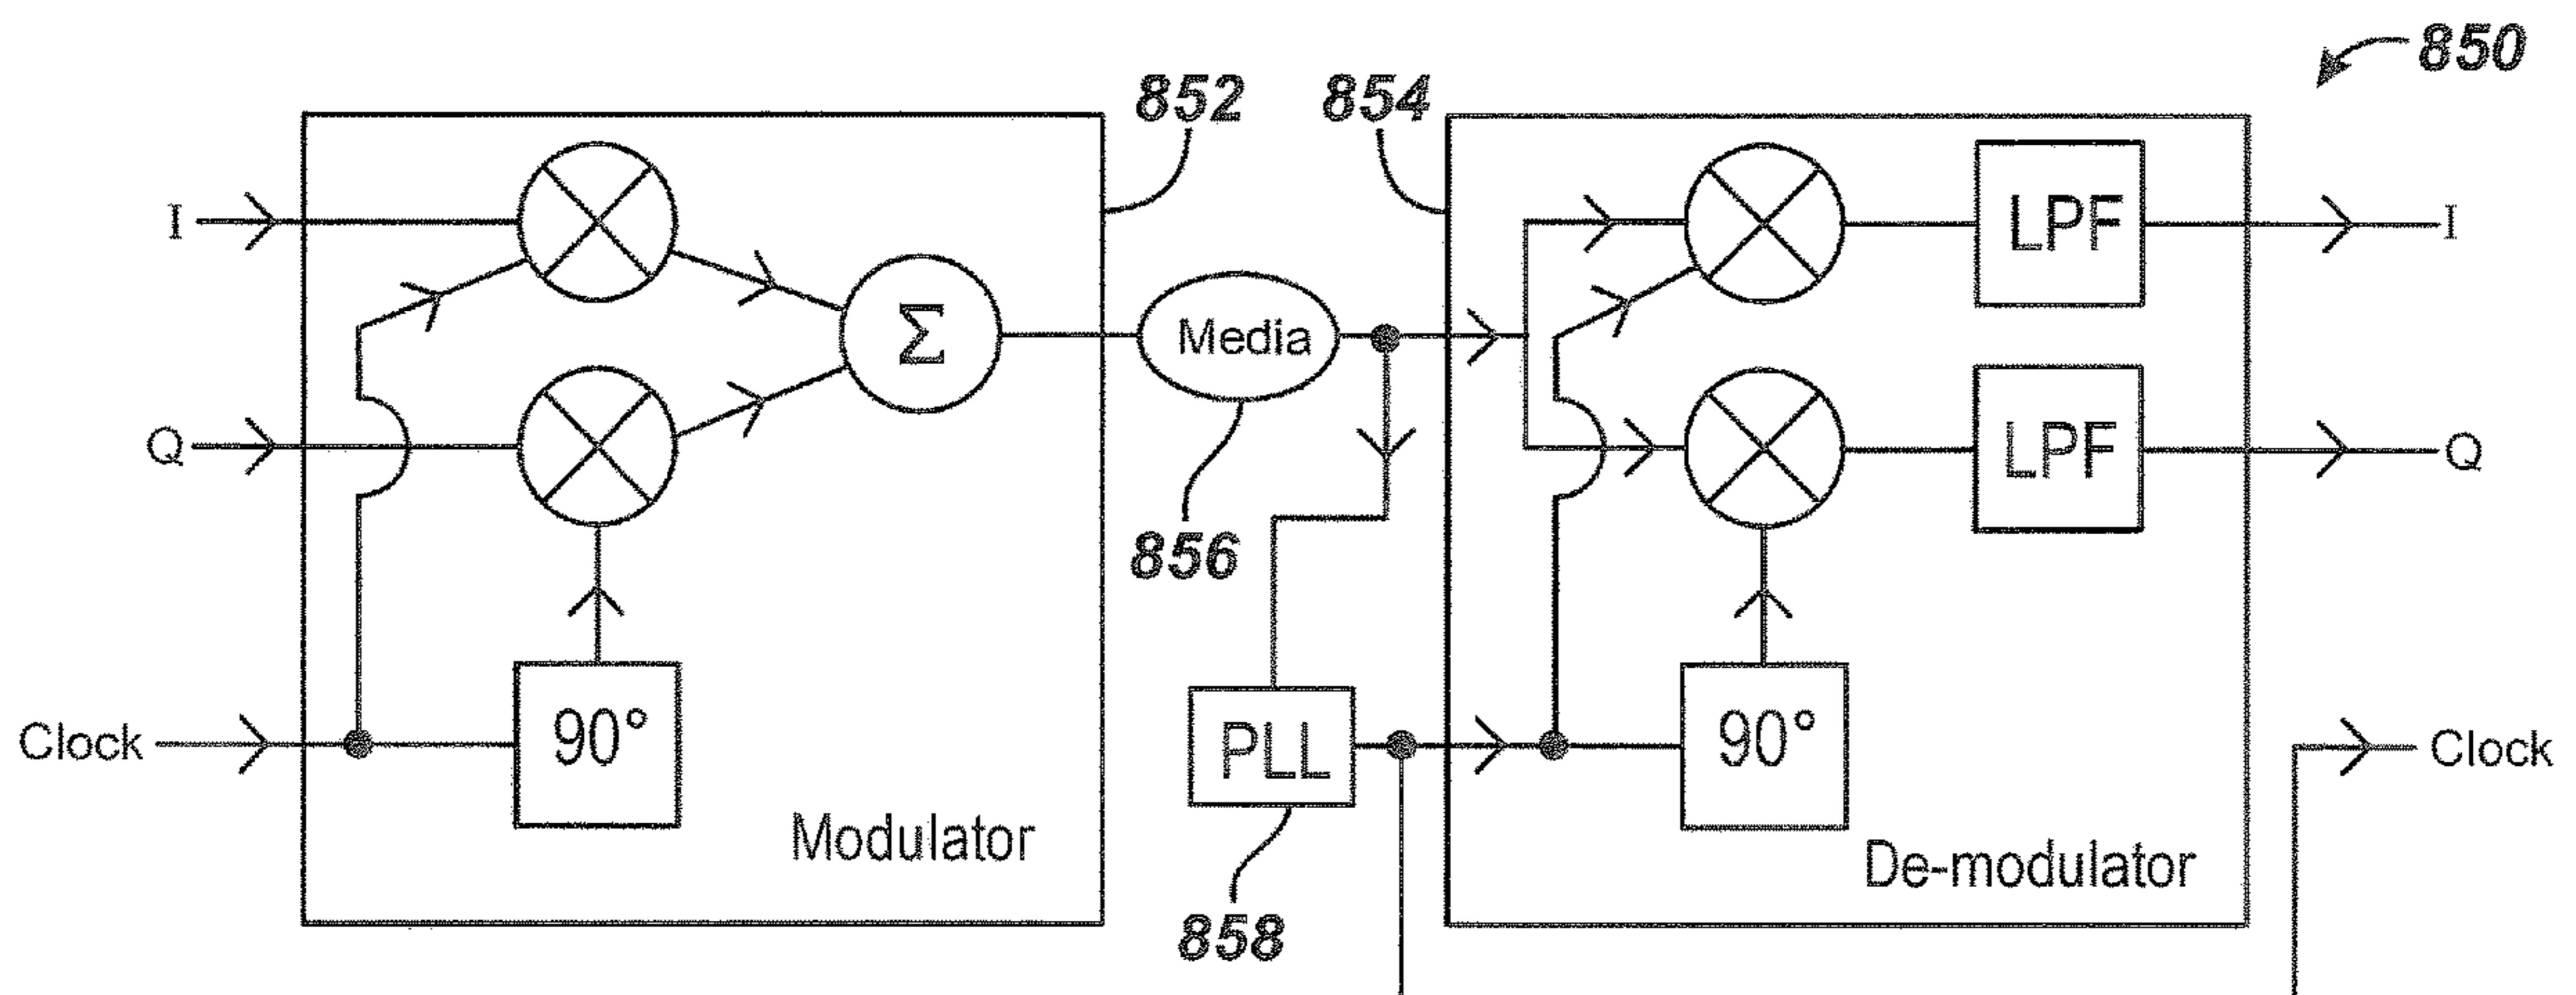 850
852
854
I
LPF
I
Σ
Media
Q
LPF
Q
856
Clock
90°
PLL
90°
Clock
Modulator
De-modulator
858